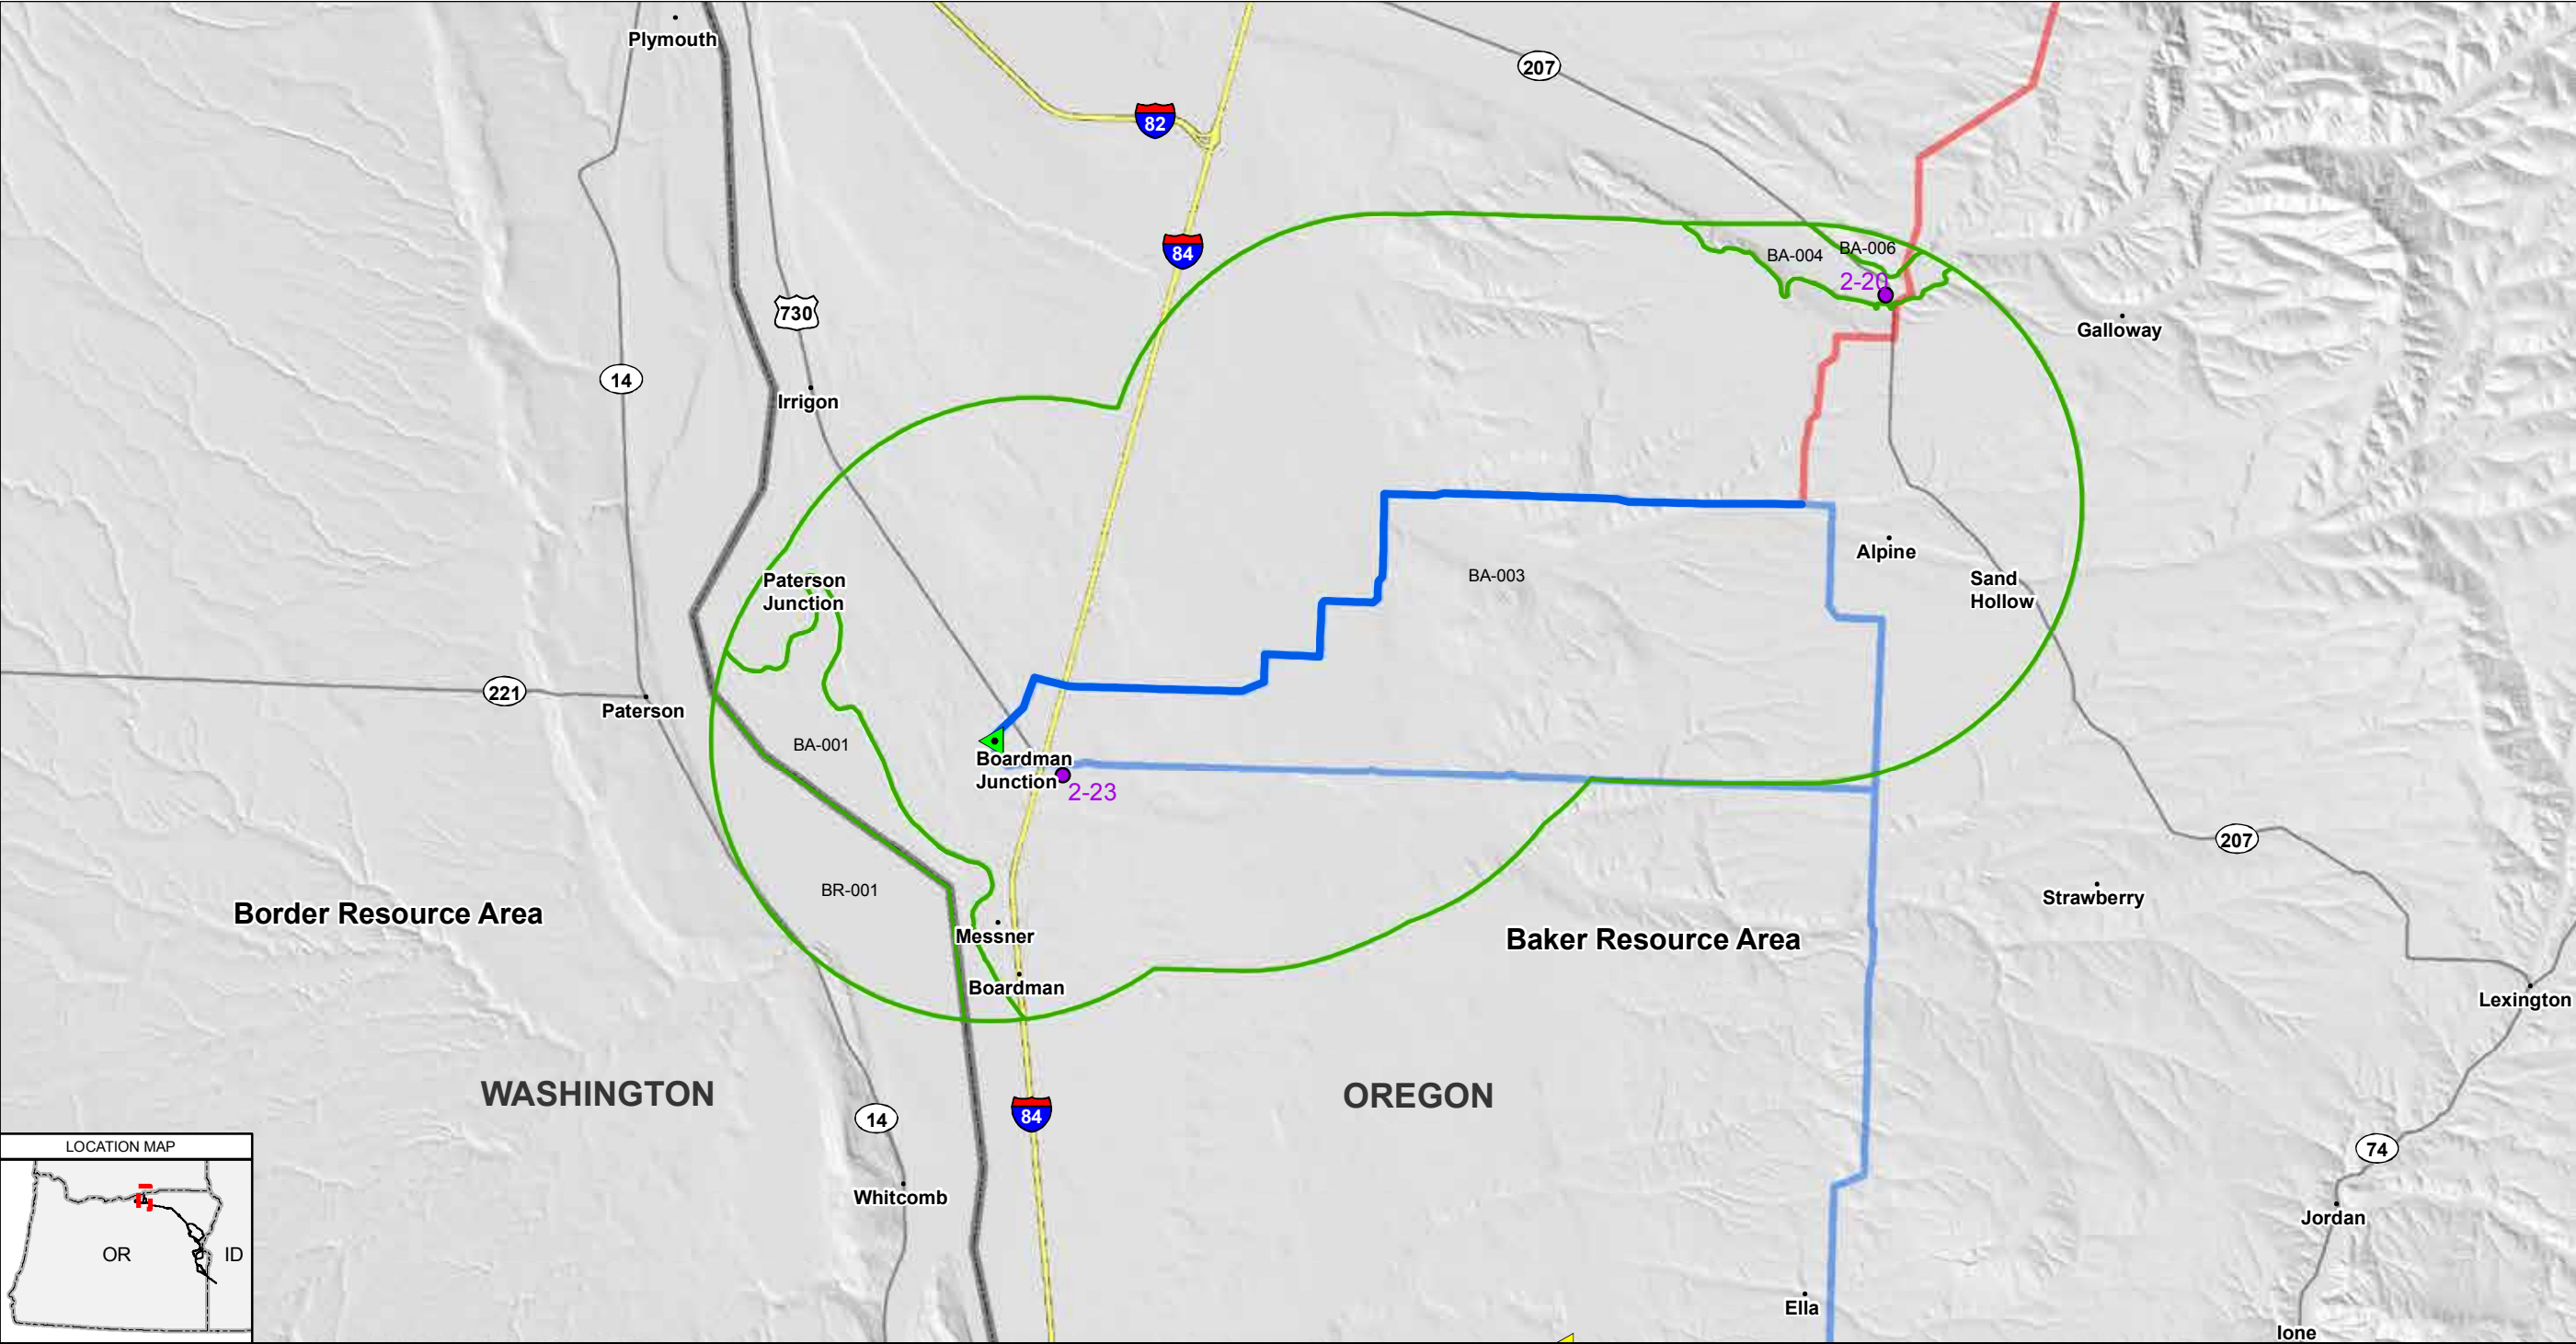 Plymouth
207
82
84
BA-004
BA-006
2-20
730
Galloway
14
Irrigon
Alpine
BA-003
Paterson
Junction
Sand
Hollow
221
Paterson
BA-001
Boardman
Junction
2-23
207
BR-001
Strawberry
Border Resource Area
Messner
Baker Resource Area
Boardman
Lexington
WASHINGTON
OREGON
14
84
LOCATION MAP
74
Whitcomb
Jordan
OR
ID
Ella
Ione